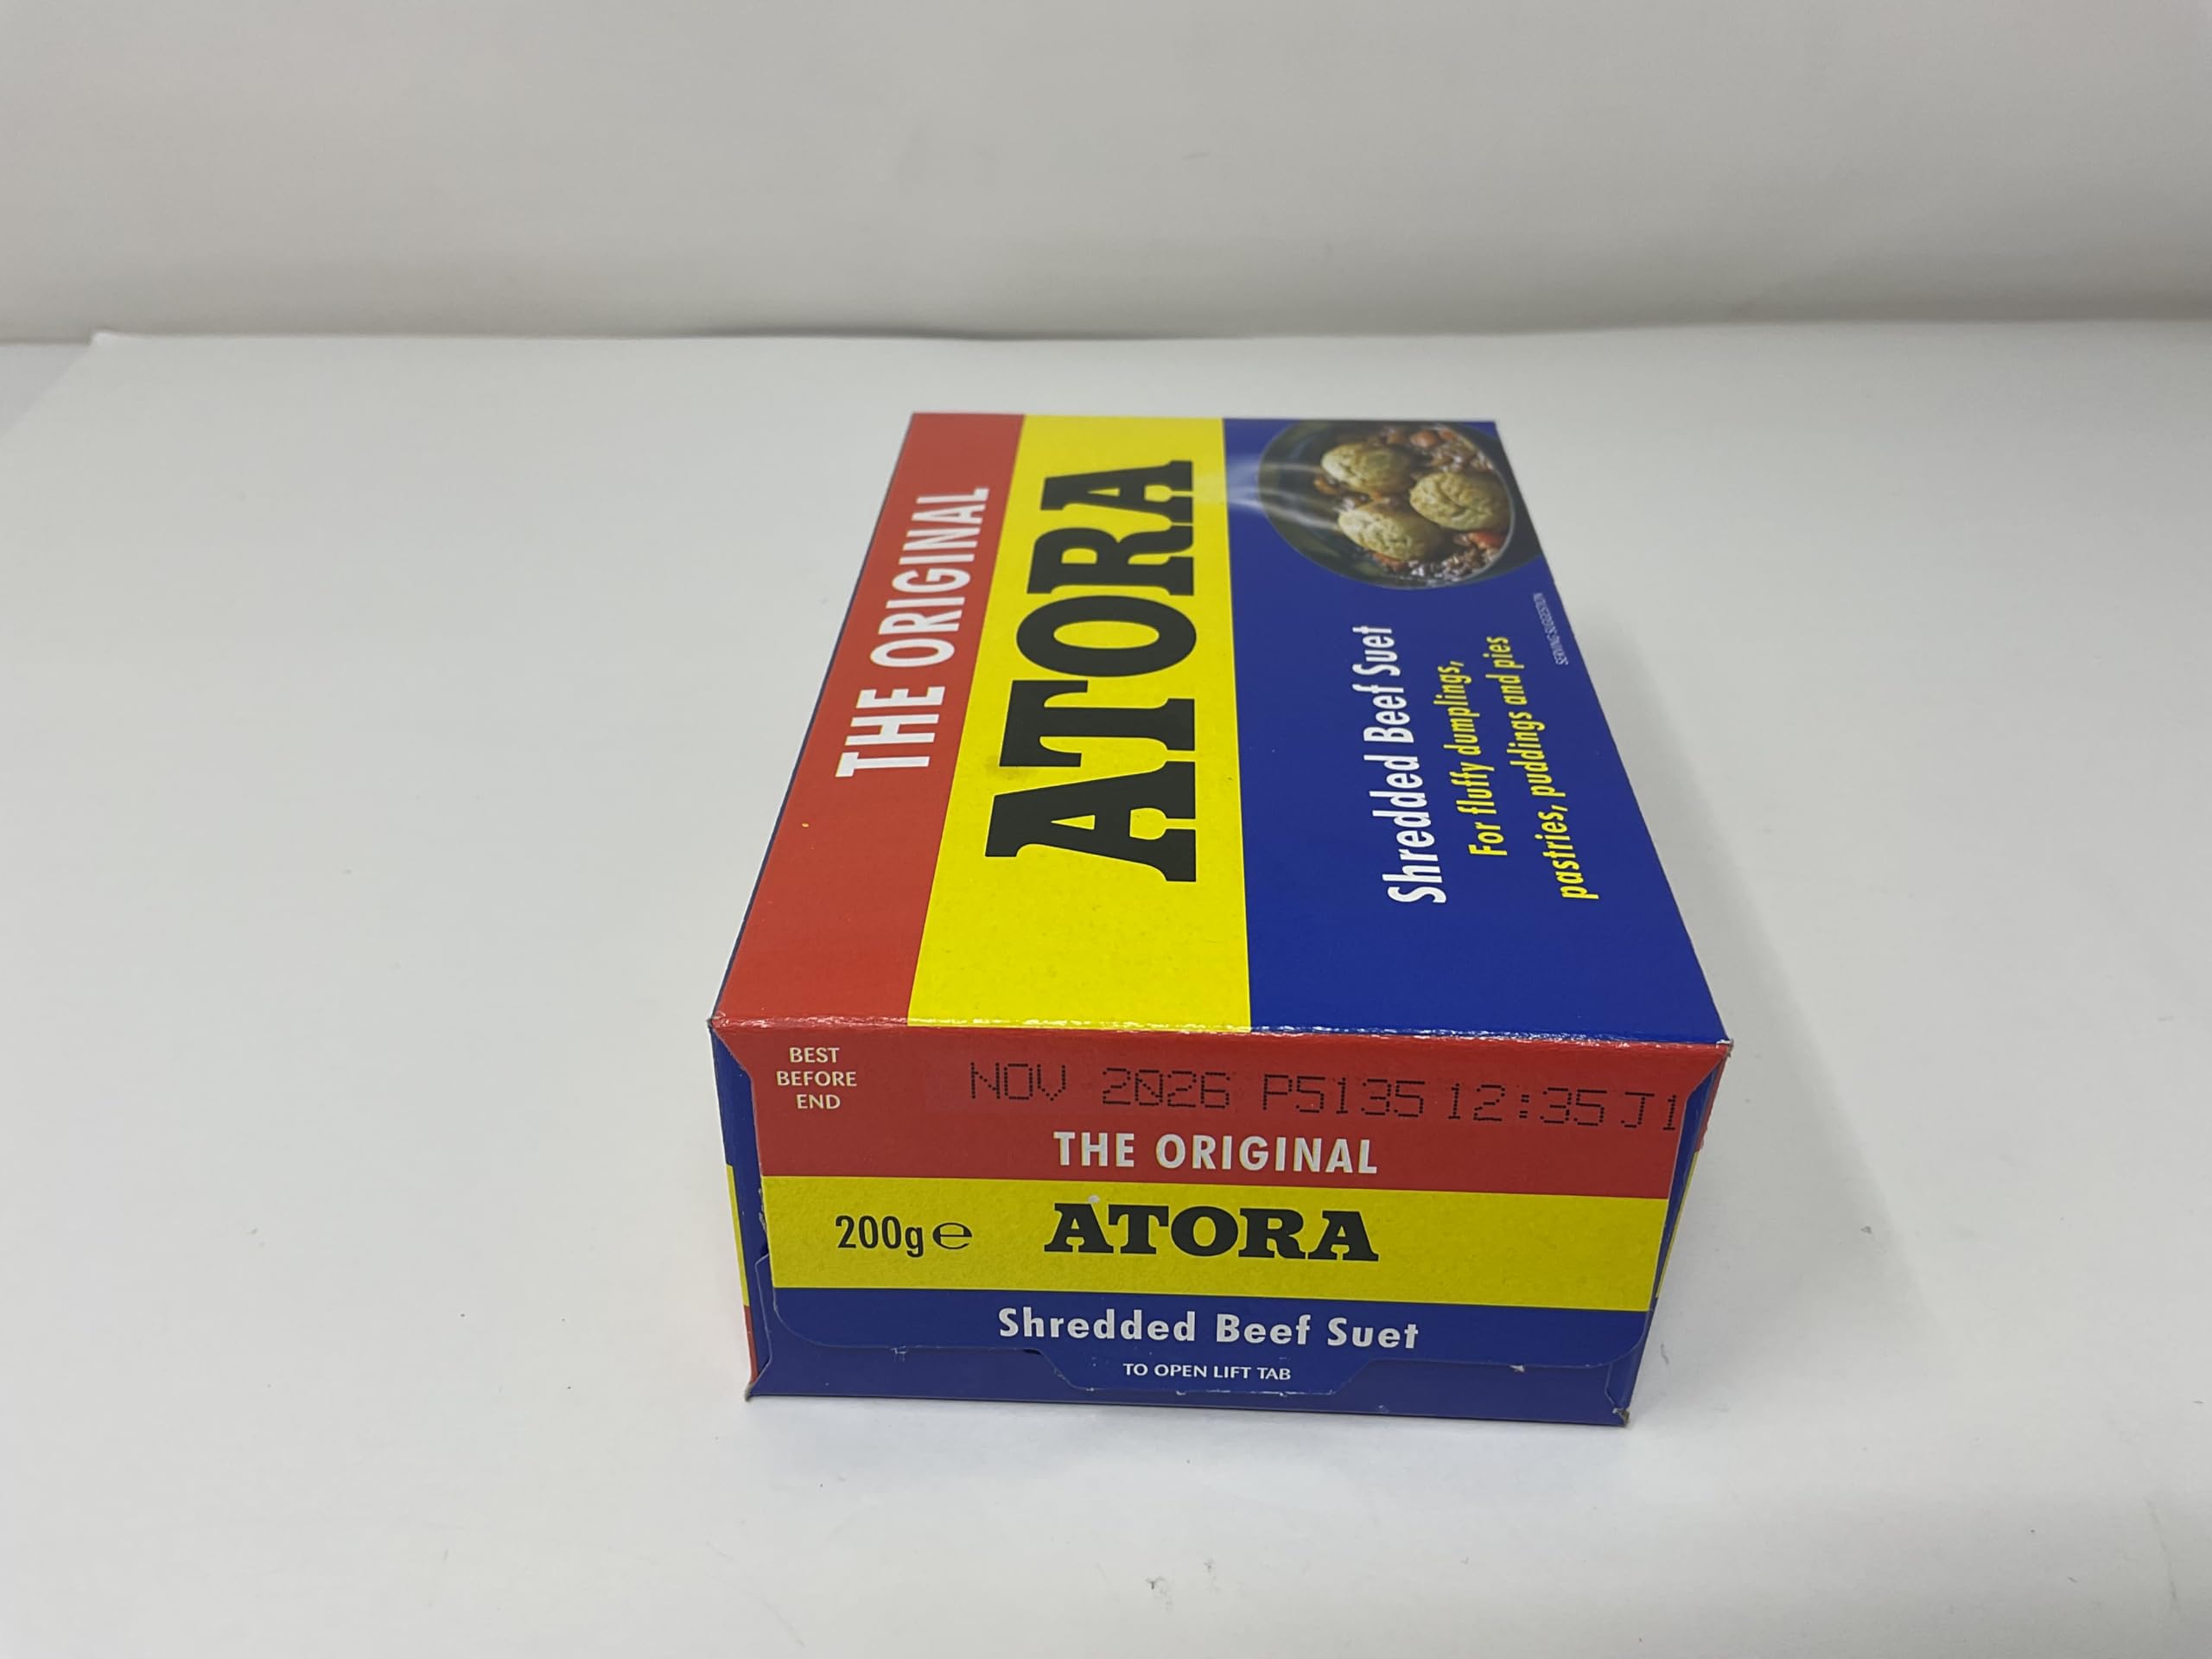 THE ORIGINAL
ATORA
Shredded Beef Suet
For fluffy dumplings,
pastries, puddings and pies
SERVING SUGGESTION
BEST
BEFORE
END
NOV 2026 P5135 12:35 J1
THE ORIGINAL
200g e ATORA
Shredded Beef Suet
TO OPEN LIFT TAB